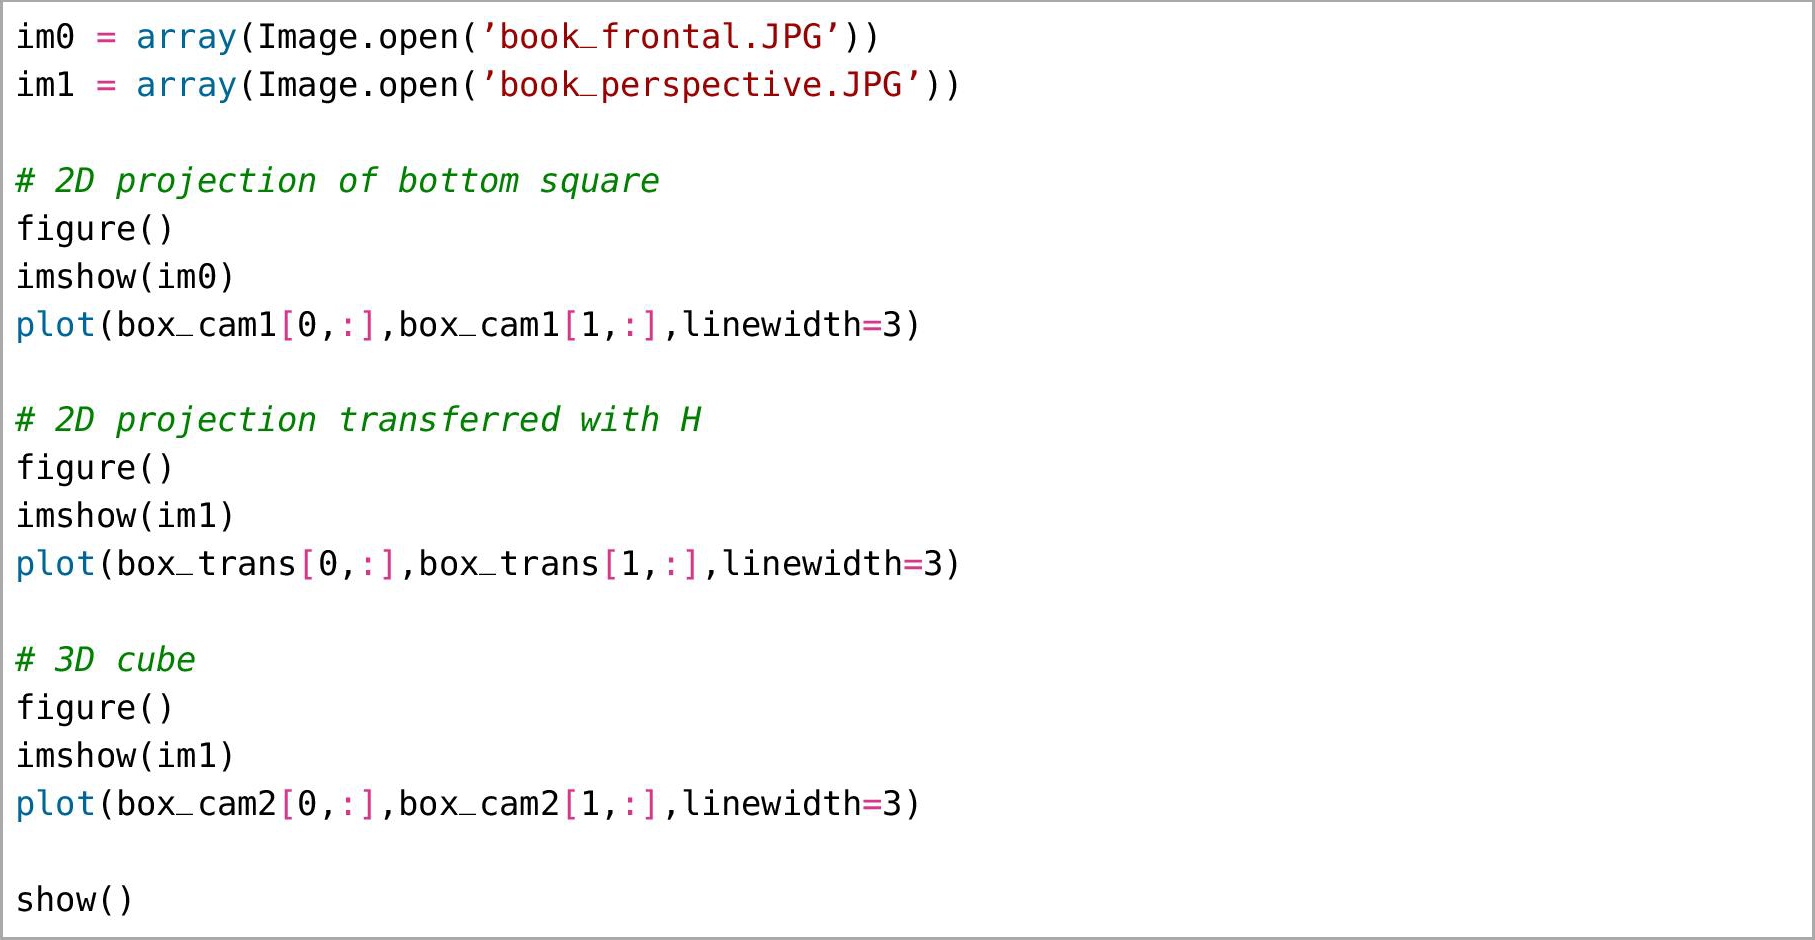 im0 = array(Image.open(’book_frontal.JPG’))
im1 = array(Image.open(’book_perspective.JPG’))
# 2D projection of bottom square
figure()
imshow(im0)
plot(box_cam1[0,:],box_cam1[1,:],linewidth=3)
# 2D projection transferred with H
figure()
imshow(im1)
plot(box_trans[0,:],box_trans[1,:],linewidth=3)
# 3D cube
figure()
imshow(im1)
plot(box_cam2[0,:],box_cam2[1,:],linewidth=3)
show()